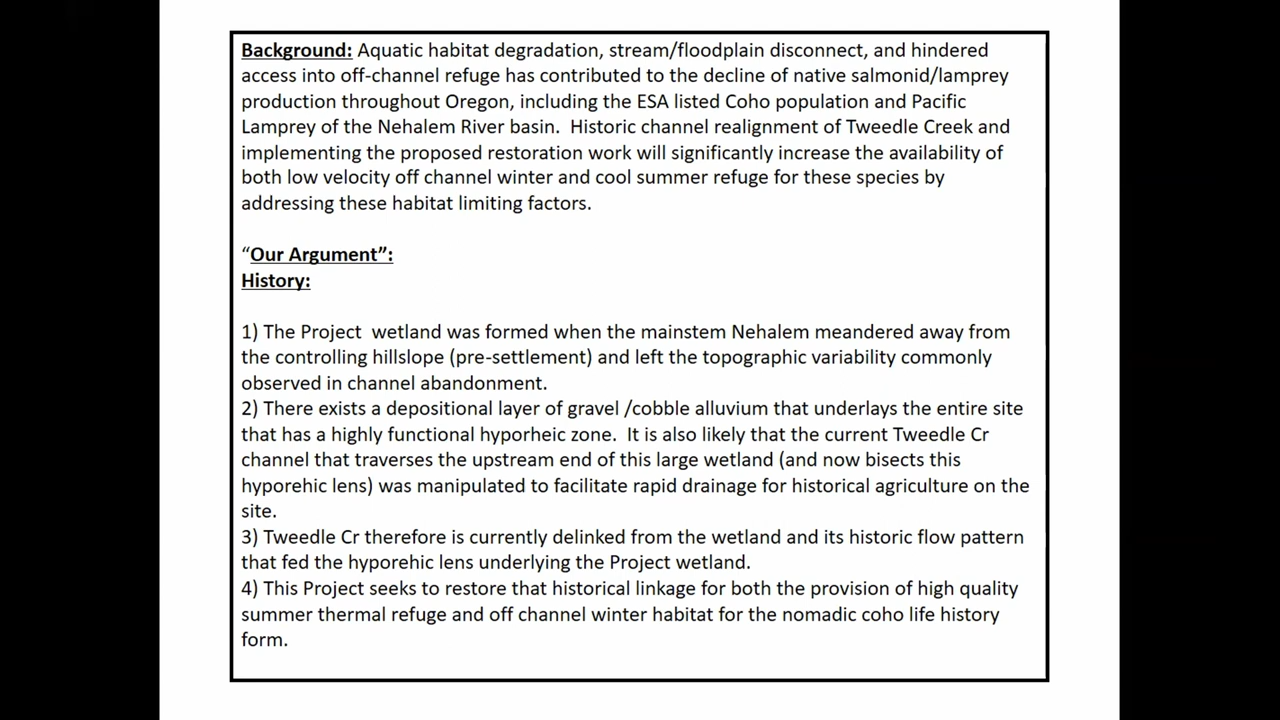 Background: Aquatic habitat degradation, stream/floodplain disconnect, and hindered
access into off-channel refuge has contributed to the decline of native salmonid/lamprey
production throughout Oregon, including the ESA listed Coho population and Pacific
Lamprey of the Nehalem River basin.  Historic channel realignment of Tweedle Creek and
implementing the proposed restoration work will significantly increase the availability of
both low velocity off channel winter and cool summer refuge for these species by
addressing these habitat limiting factors.
“Our Argument”:
History:
1) The Project  wetland was formed when the mainstem Nehalem meandered away from
the controlling hillslope (pre-settlement) and left the topographic variability commonly
observed in channel abandonment.
2) There exists a depositional layer of gravel /cobble alluvium that underlays the entire site
that has a highly functional hyporheic zone.  It is also likely that the current Tweedle Cr
channel that traverses the upstream end of this large wetland (and now bisects this
hyporehic lens) was manipulated to facilitate rapid drainage for historical agriculture on the
site.
3) Tweedle Cr therefore is currently delinked from the wetland and its historic flow pattern
that fed the hyporehic lens underlying the Project wetland.
4) This Project seeks to restore that historical linkage for both the provision of high quality
summer thermal refuge and off channel winter habitat for the nomadic coho life history
form.